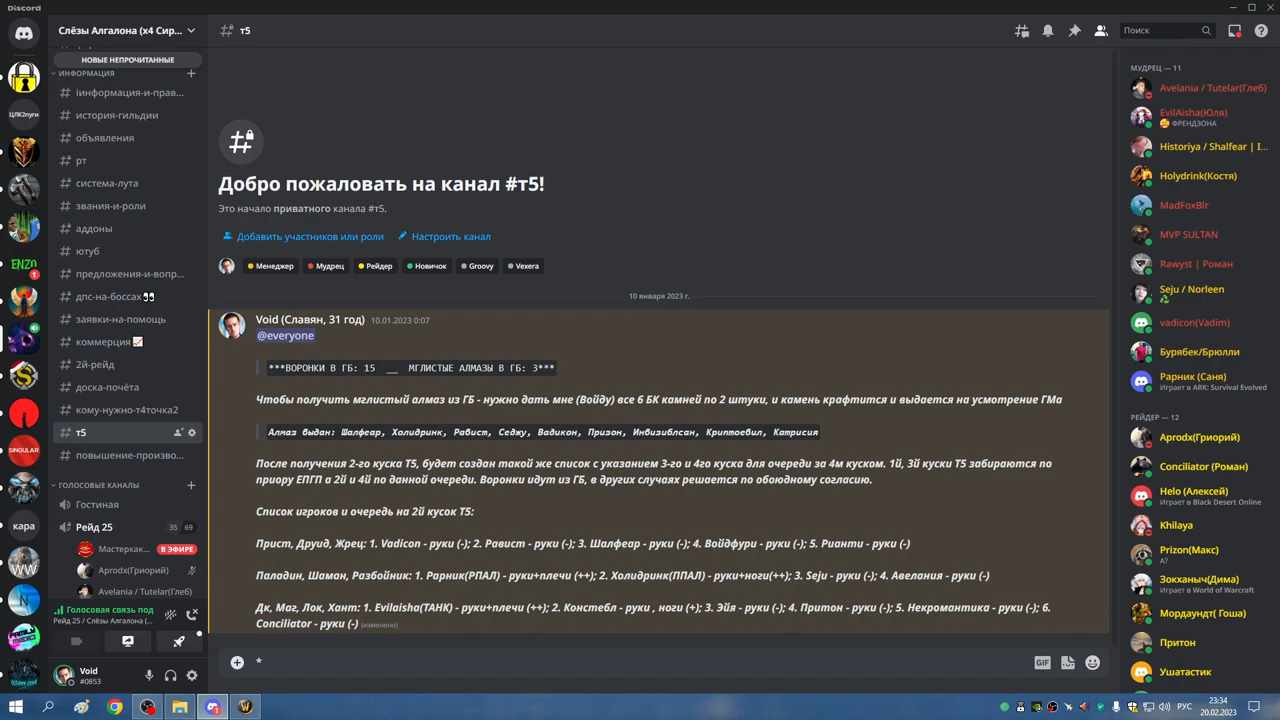 Discord
Слёзы Алгалона (x4 Сир...
т5
Поиск
НОВЫЕ НЕПРОЧИТАННЫЕ
ИНФОРМАЦИЯ
информация-и-прав...
история-гильдии
объявления
рт
система-лута
звания-и-роли
аддоны
ютуб
предложения-и-вопр...
дпс-на-боссах👀
заявки-на-помощь
коммерция📈
2й-рейд
доска-почёта
кому-нужно-т4точка2
т5
повышение-произво...
ГОЛОСОВЫЕ КАНАЛЫ
Гостиная
Рейд 25
35 69
Мастеркак...
В ЭФИРЕ
Aprodx(Гриорий)
Avelania / Tutelar(Глеб)
Голосовая связь под
Рейд 25 / Слёзы Алгалона (...
Void
#0853
ЦЛК2пуги
ENZO
1
SINGULAR
кара
WW
Добро пожаловать на канал #т5!
Это начало приватного канала #т5.
Добавить участников или роли
Настроить канал
Менеджер
Мудрец
Рейдер
Новичок
Groovy
Vexera
10 января 2023 г.
Void (Славян, 31 год) 10.01.2023 0:07
@everyone
***ВОРОНКИ В ГБ: 15 __ МГЛИСТЫЕ АЛМАЗЫ В ГБ: 3***
Чтобы получить мглистый алмаз из ГБ - нужно дать мне (Войду) все 6 БК камней по 2 штуки, и камень крафтится и выдается на усмотрение ГМа
Алмаз выдан: Шалфеар, Холидринк, Равист, Седжу, Вадикон, Призон, Инвизиблсан, Криптоевил, Катрисия
После получения 2-го куска Т5, будет создан такой же список с указанием 3-го и 4го куска для очереди за 4м куском. 1й, 3й куски Т5 забираются по
приору ЕПГП а 2й и 4й по данной очереди. Воронки идут из ГБ, в других случаях решается по обоюдному согласию.
Список игроков и очередь на 2й кусок Т5:
Прист, Друид, Жрец: 1. Vadicon - руки (-); 2. Равист - руки (-); 3. Шалфеар - руки (-); 4. Войдфури - руки (-); 5. Рианти - руки (-)
Паладин, Шаман, Разбойник: 1. Рарник(РПАЛ) - руки+плечи (++); 2. Холидринк(ППАЛ) - руки+ноги(++); 3. Seju - руки (-); 4. Авелания - руки (-)
Дк, Маг, Лок, Хант: 1. Evilaisha(ТАНК) - руки+плечи (++); 2. Констебл - руки , ноги (+); 3. Эйя - руки (-); 4. Притон - руки (-); 5. Некромантика - руки (-); 6.
Conciliator - руки (-) (изменено)
*
GIF
МУДРЕЦ — 11
Avelania / Tutelar(Глеб)
EvilAisha(Юля)
🥰 ФРЕНДЗОНА
Historiya / Shalfear | I...
Holydrink(Костя)
MadFoxBlr
MVP SULTAN
Rawyst | Роман
Seju / Norleen
vadicon(Vadim)
Бурябек/Брюлли
Рарник (Саня)
Играет в ARK: Survival Evolved
РЕЙДЕР — 12
Aprodx(Гриорий)
Conciliator (Роман)
Helo (Алексей)
Играет в Black Desert Online
Khilaya
Prizon(Макс)
А?
Зокханыч(Дима)
Играет в World of Warcraft
Мордаундт( Гоша)
Притон
Ушатастик
РУС
23:34
20.02.2023